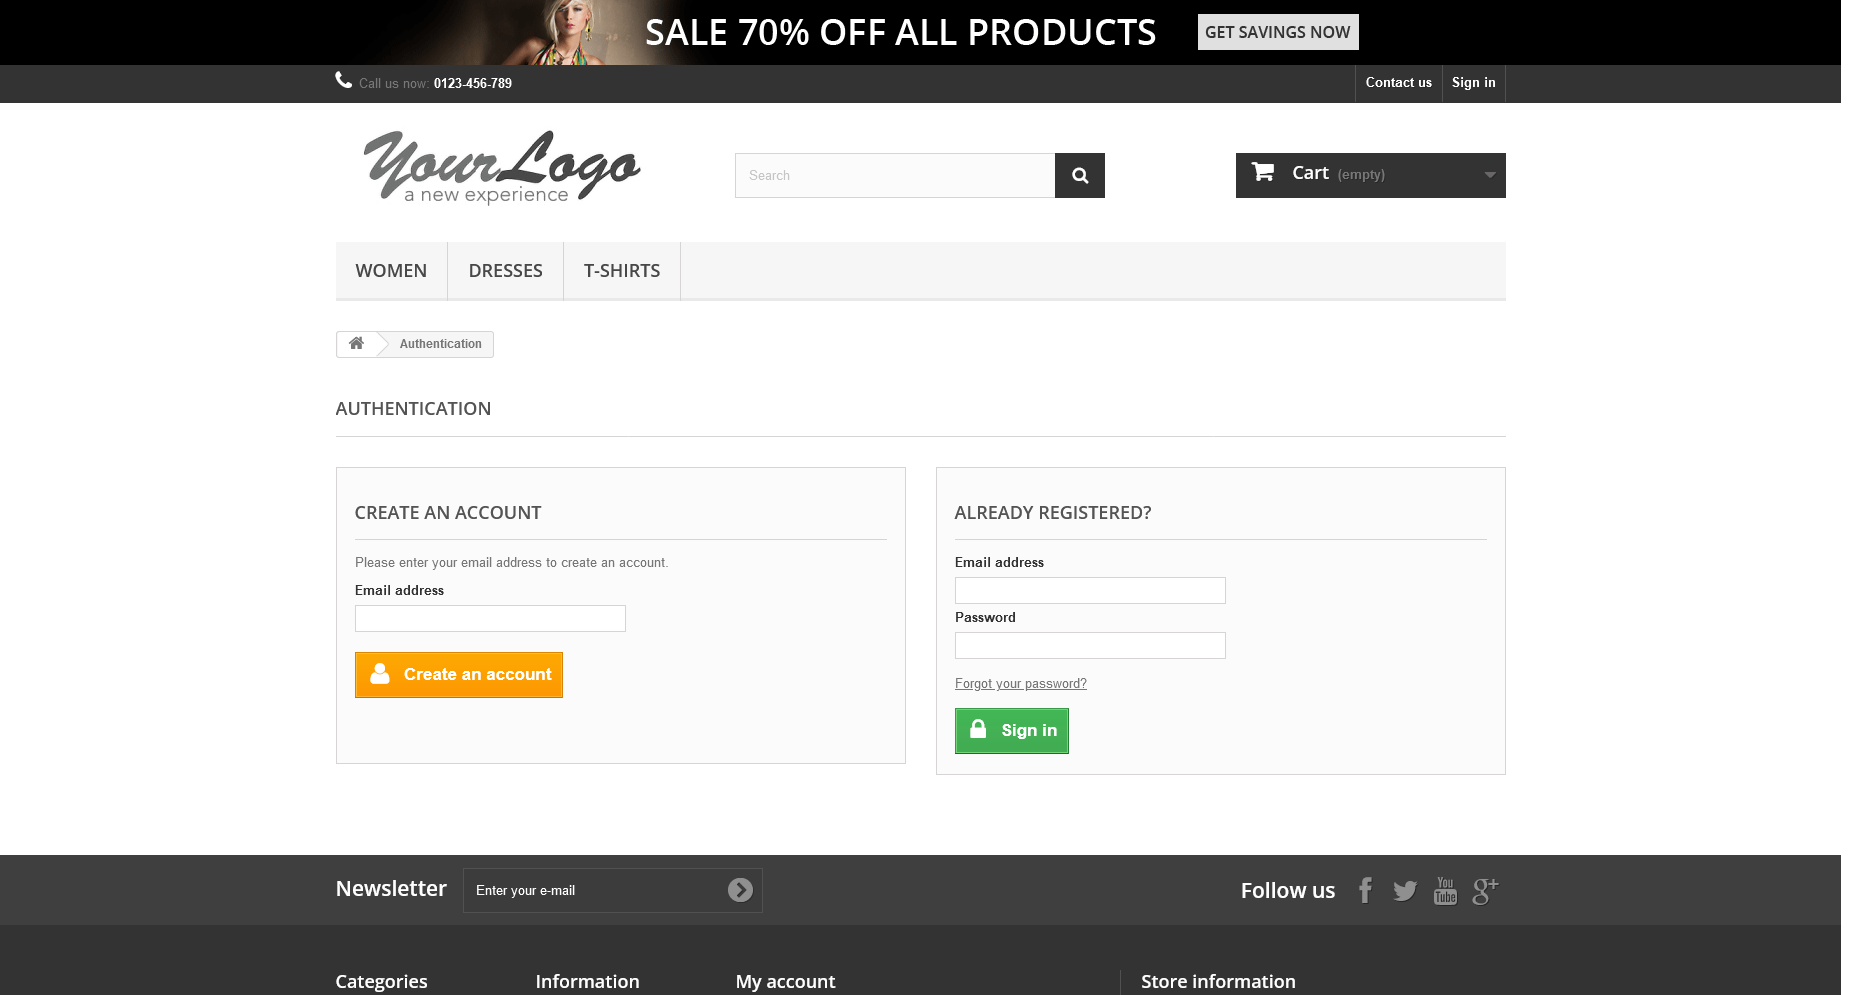 SALE 70% OFF ALL PRODUCTS GET SAVINGS NOW
Call us now: 0123-456-789
Contact us
Sign in
YourLogo
a new experience
Search
Cart (empty)
WOMEN
DRESSES
T-SHIRTS
Authentication
AUTHENTICATION
CREATE AN ACCOUNT
Please enter your email address to create an account.
Email address
Create an account
ALREADY REGISTERED?
Email address
Password
Forgot your password?
Sign in
Newsletter
Enter your e-mail
Follow us
You
Tube
g+
Categories
Information
My account
Store information